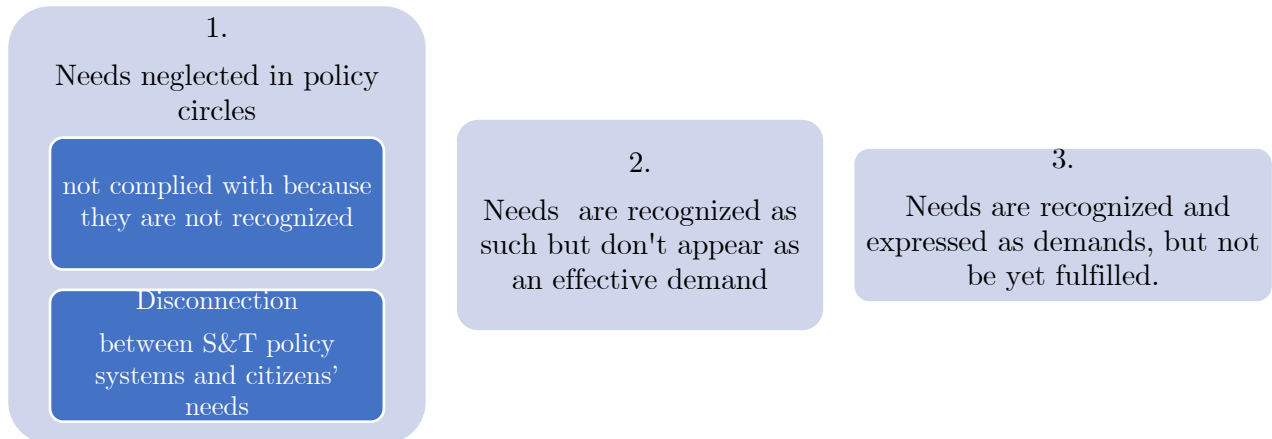 1.
Needs neglected in policy
circles
not complied with because
they are not recognized
Disconnection
between S&T policy
systems and citizens'
needs
2.
Needs  are recognized as
such but don't appear as
an effective demand
3.
Needs are recognized and
expressed as demands, but not
be yet fulfilled.